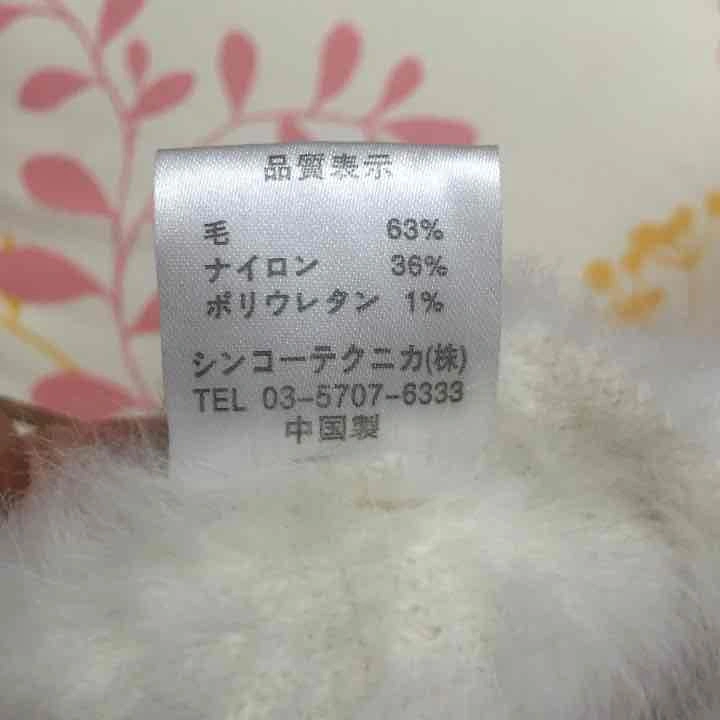 品質表示
毛 63%
ナイロン 36%
ポリウレタン 1%
シンコーテクニカ(株)
TEL 03-5707-6333
中国製